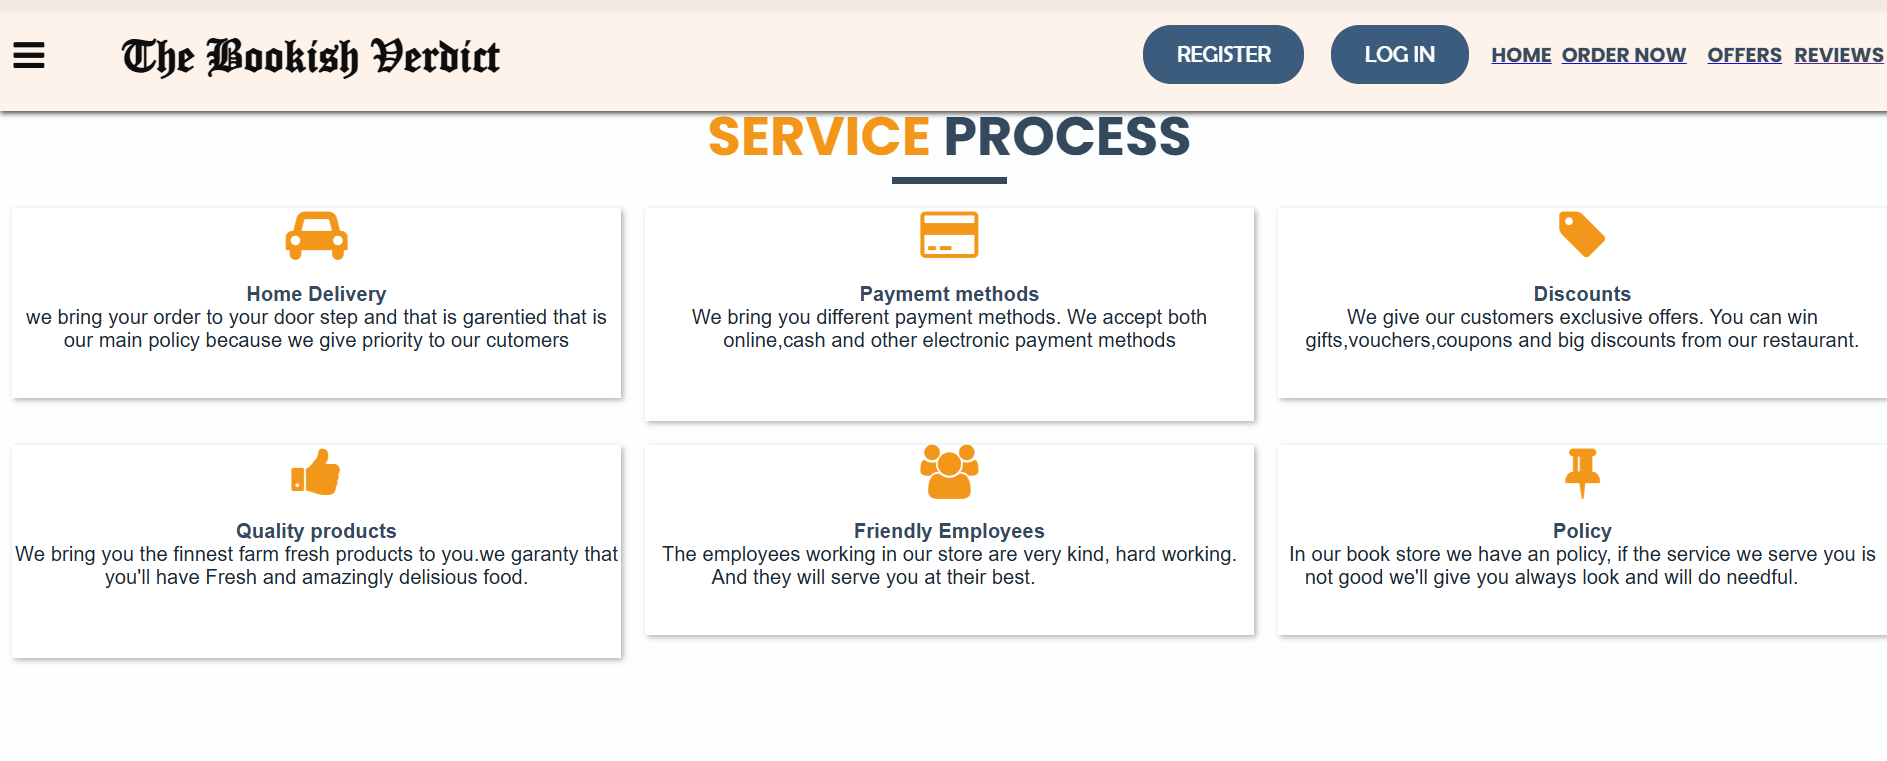 The Bookish Verdict
REGISTER
LOG IN
HOME
ORDER NOW
OFFERS
REVIEWS
SERVICE PROCESS
Home Delivery
we bring your order to your door step and that is garentied that is
our main policy because we give priority to our cutomers
Paymemt methods
We bring you different payment methods. We accept both
online,cash and other electronic payment methods
Discounts
We give our customers exclusive offers. You can win
gifts,vouchers,coupons and big discounts from our restaurant.
Quality products
We bring you the finnest farm fresh products to you.we garanty that
you'll have Fresh and amazingly delisious food.
Friendly Employees
The employees working in our store are very kind, hard working.
And they will serve you at their best.
Policy
In our book store we have an policy, if the service we serve you is
not good we'll give you always look and will do needful.